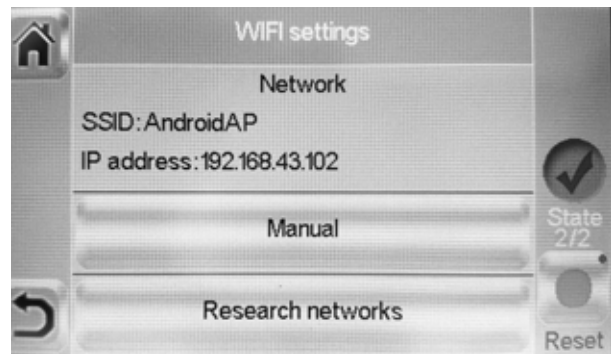 WIFI settings
Network
SSID:AndroidAP
IP address:192.168.43.102
Manual
State
2/2
Research networks
Reset